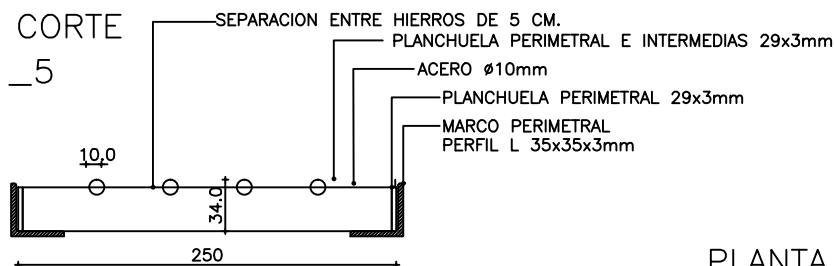 CORTE
_5
SEPARACION ENTRE HIERROS DE 5 CM.
PLANCHUELA PERIMETRAL E INTERMEDIAS 29x3mm
ACERO ø10mm
PLANCHUELA PERIMETRAL 29x3mm
MARCO PERIMETRAL
PERFIL L 35x35x3mm
10,0
34.0
250
PLANTA